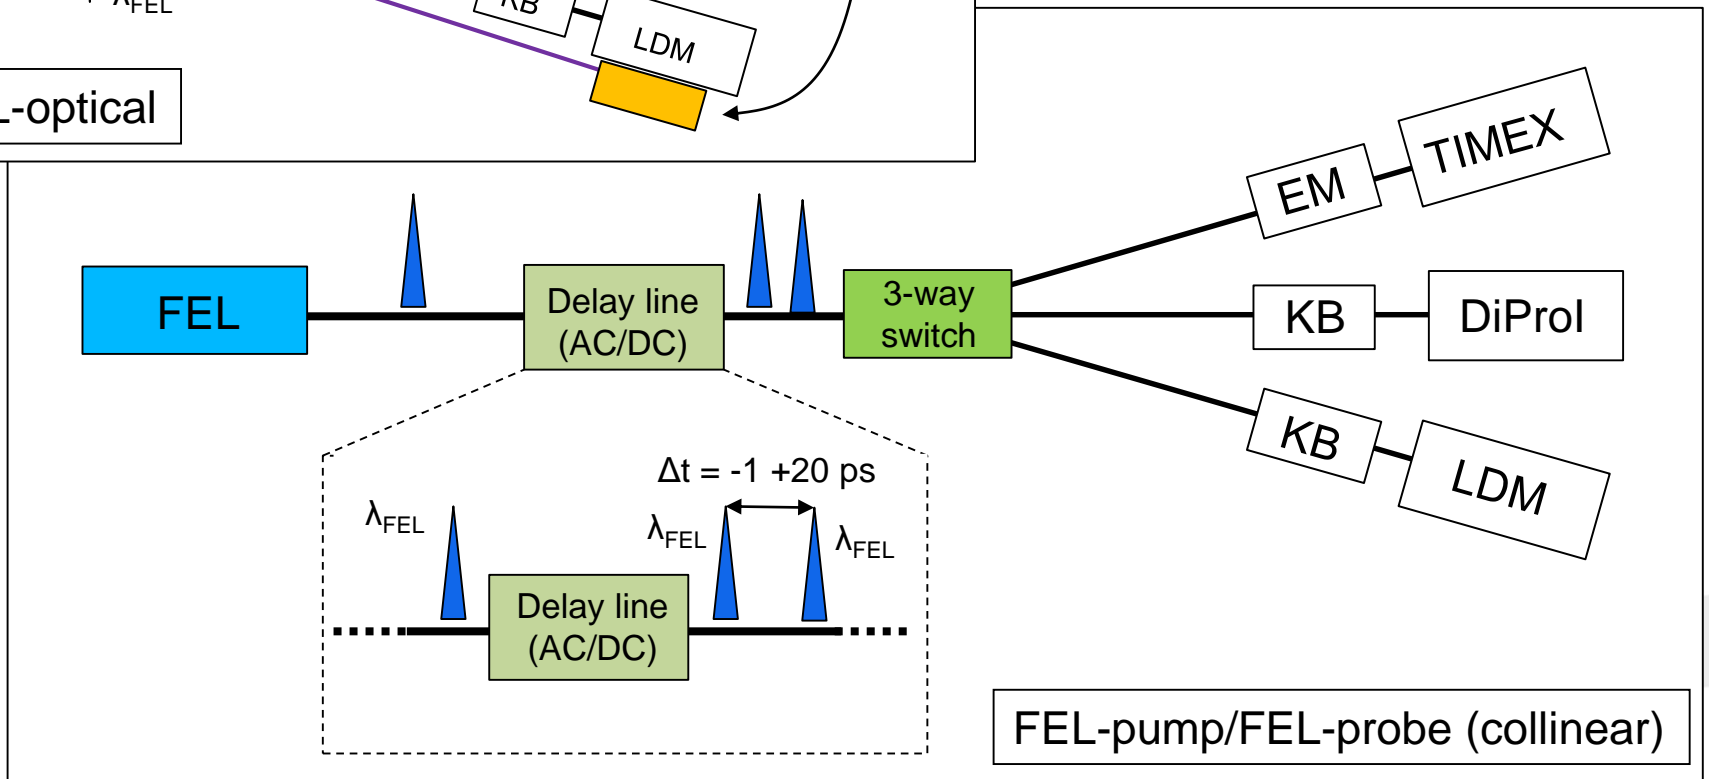 λFEL
KB
LDM
-optical
TIMEX
EM
FEL
Delay line
(AC/DC)
3-way
switch
KB
DiProI
KB
LDM
Δt = -1 +20 ps
λFEL
λFEL
λFEL
Delay line
(AC/DC)
FEL-pump/FEL-probe (collinear)